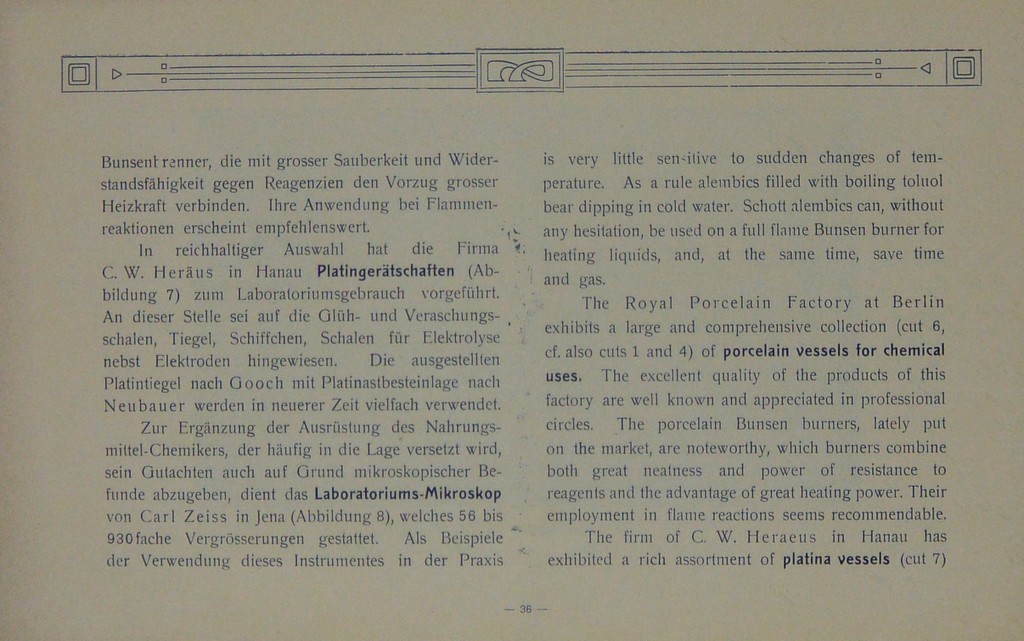 Bunsenbrenner, die mit grosser Sauberkeit und Wider-
standsfähigkeit gegen Reagenzien den Vorzug grosser
Heizkraft verbinden. Ihre Anwendung bei Flammen-
reaktionen erscheint empfehlenswert.
In reichhaltiger Auswahl hat die Firma
C. W. Heräus in Hanau Platingerätschaften (Ab-
bildung 7) zum Laboratoriumsgebrauch vorgeführt.
An dieser Stelle sei auf die Glüh- und Veraschungs-
schalen, Tiegel, Schiffchen, Schalen für Elektrolyse
nebst Elektroden hingewiesen. Die ausgestellten
Platintiegel nach Gooch mit Platinastbesteinlage nach
Neubauer werden in neuerer Zeit vielfach verwendet.
Zur Ergänzung der Ausrüstung des Nahrungs-
mittel-Chemikers, der häufig in die Lage versetzt wird,
sein Gutachten auch auf Grund mikroskopischer Be-
funde abzugeben, dient das Laboratoriums-Mikroskop
von Carl Zeiss in Jena (Abbildung 8), welches 56 bis
930fache Vergrösserungen gestattet. Als Beispiele
der Verwendung dieses Instrumentes in der Praxis
is very little sensitive to sudden changes of tem-
perature. As a rule alembics filled with boiling toluol
bear dipping in cold water. Schott alembics can, without
any hesitation, be used on a full flame Bunsen burner for
heating liquids, and, at the same time, save time
and gas.
The Royal Porcelain Factory at Berlin
exhibits a large and comprehensive collection (cut 6,
cf. also cuts 1 and 4) of porcelain vessels for chemical
uses. The excellent quality of the products of this
factory are well known and appreciated in professional
circles. The porcelain Bunsen burners, lately put
on the market, are noteworthy, which burners combine
both great neatness and power of resistance to
reagents and the advantage of great heating power. Their
employment in flame reactions seems recommendable.
The firm of C. W. Heraeus in Hanau has
exhibited a rich assortment of platina vessels (cut 7)
— 36 —